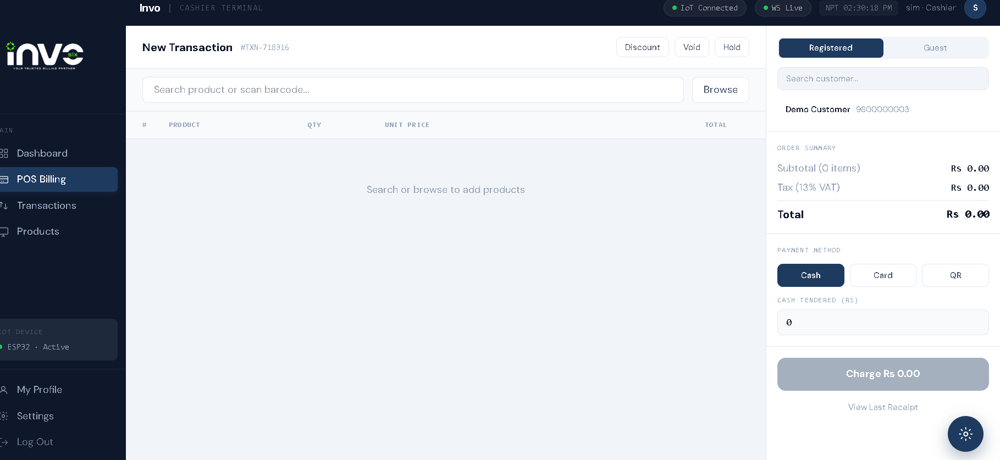 Invo | CASHIER TERMINAL
IoT Connected
WS Live
NPT 02:30:18 PM
sim · Cashier
S
invo
six
YOUR TRUSTED BILLING PARTNER
AIN
Dashboard
POS Billing
Transactions
Products
IOT DEVICE
ESP32 · Active
My Profile
Settings
Log Out
New Transaction #TXN-718316
Discount
Void
Hold
Search product or scan barcode...
Browse
# PRODUCT QTY UNIT PRICE TOTAL
Search or browse to add products
Registered
Guest
Search customer...
Demo Customer 9800000003
ORDER SUMMARY
Subtotal (0 items) Rs 0.00
Tax (13% VAT) Rs 0.00
Total Rs 0.00
PAYMENT METHOD
Cash
Card
QR
CASH TENDERED (RS)
0
Charge Rs 0.00
View Last Receipt